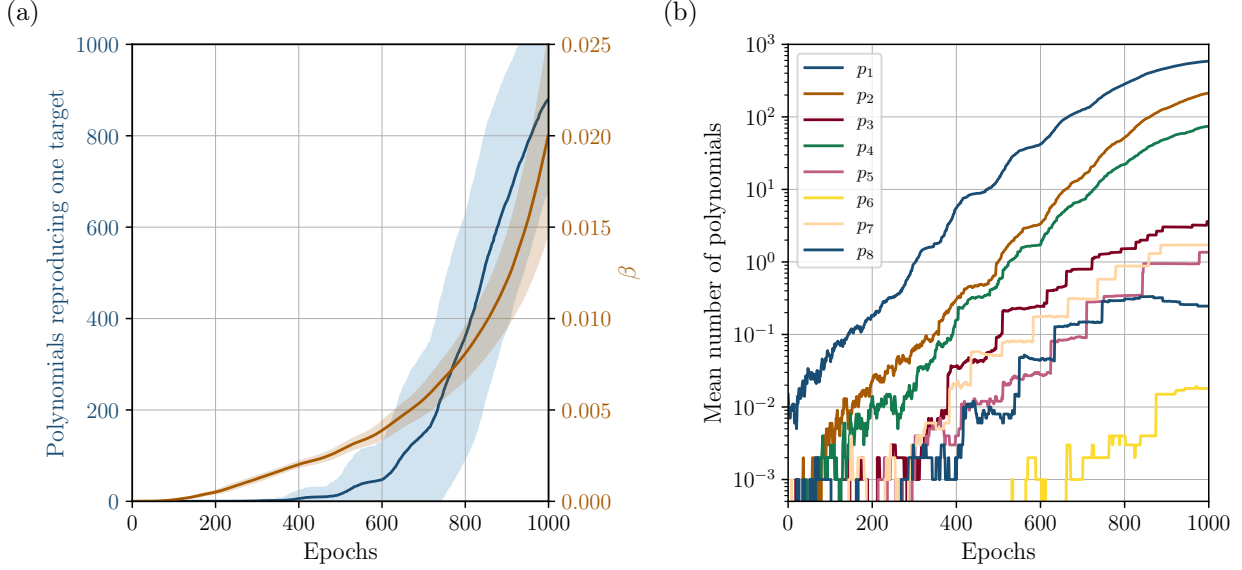 (a)
1000
800
600
400
200
0
Polynomials reproducing one target
0.025
0.020
0.015
0.010
0.005
0.000
β
0 200 400 600 800 1000
Epochs
(b)
10³
10²
10¹
10⁰
10⁻¹
10⁻²
10⁻³
Mean number of polynomials
p₁
p₂
p₃
p₄
p₅
p₆
p₇
p₈
0 200 400 600 800 1000
Epochs